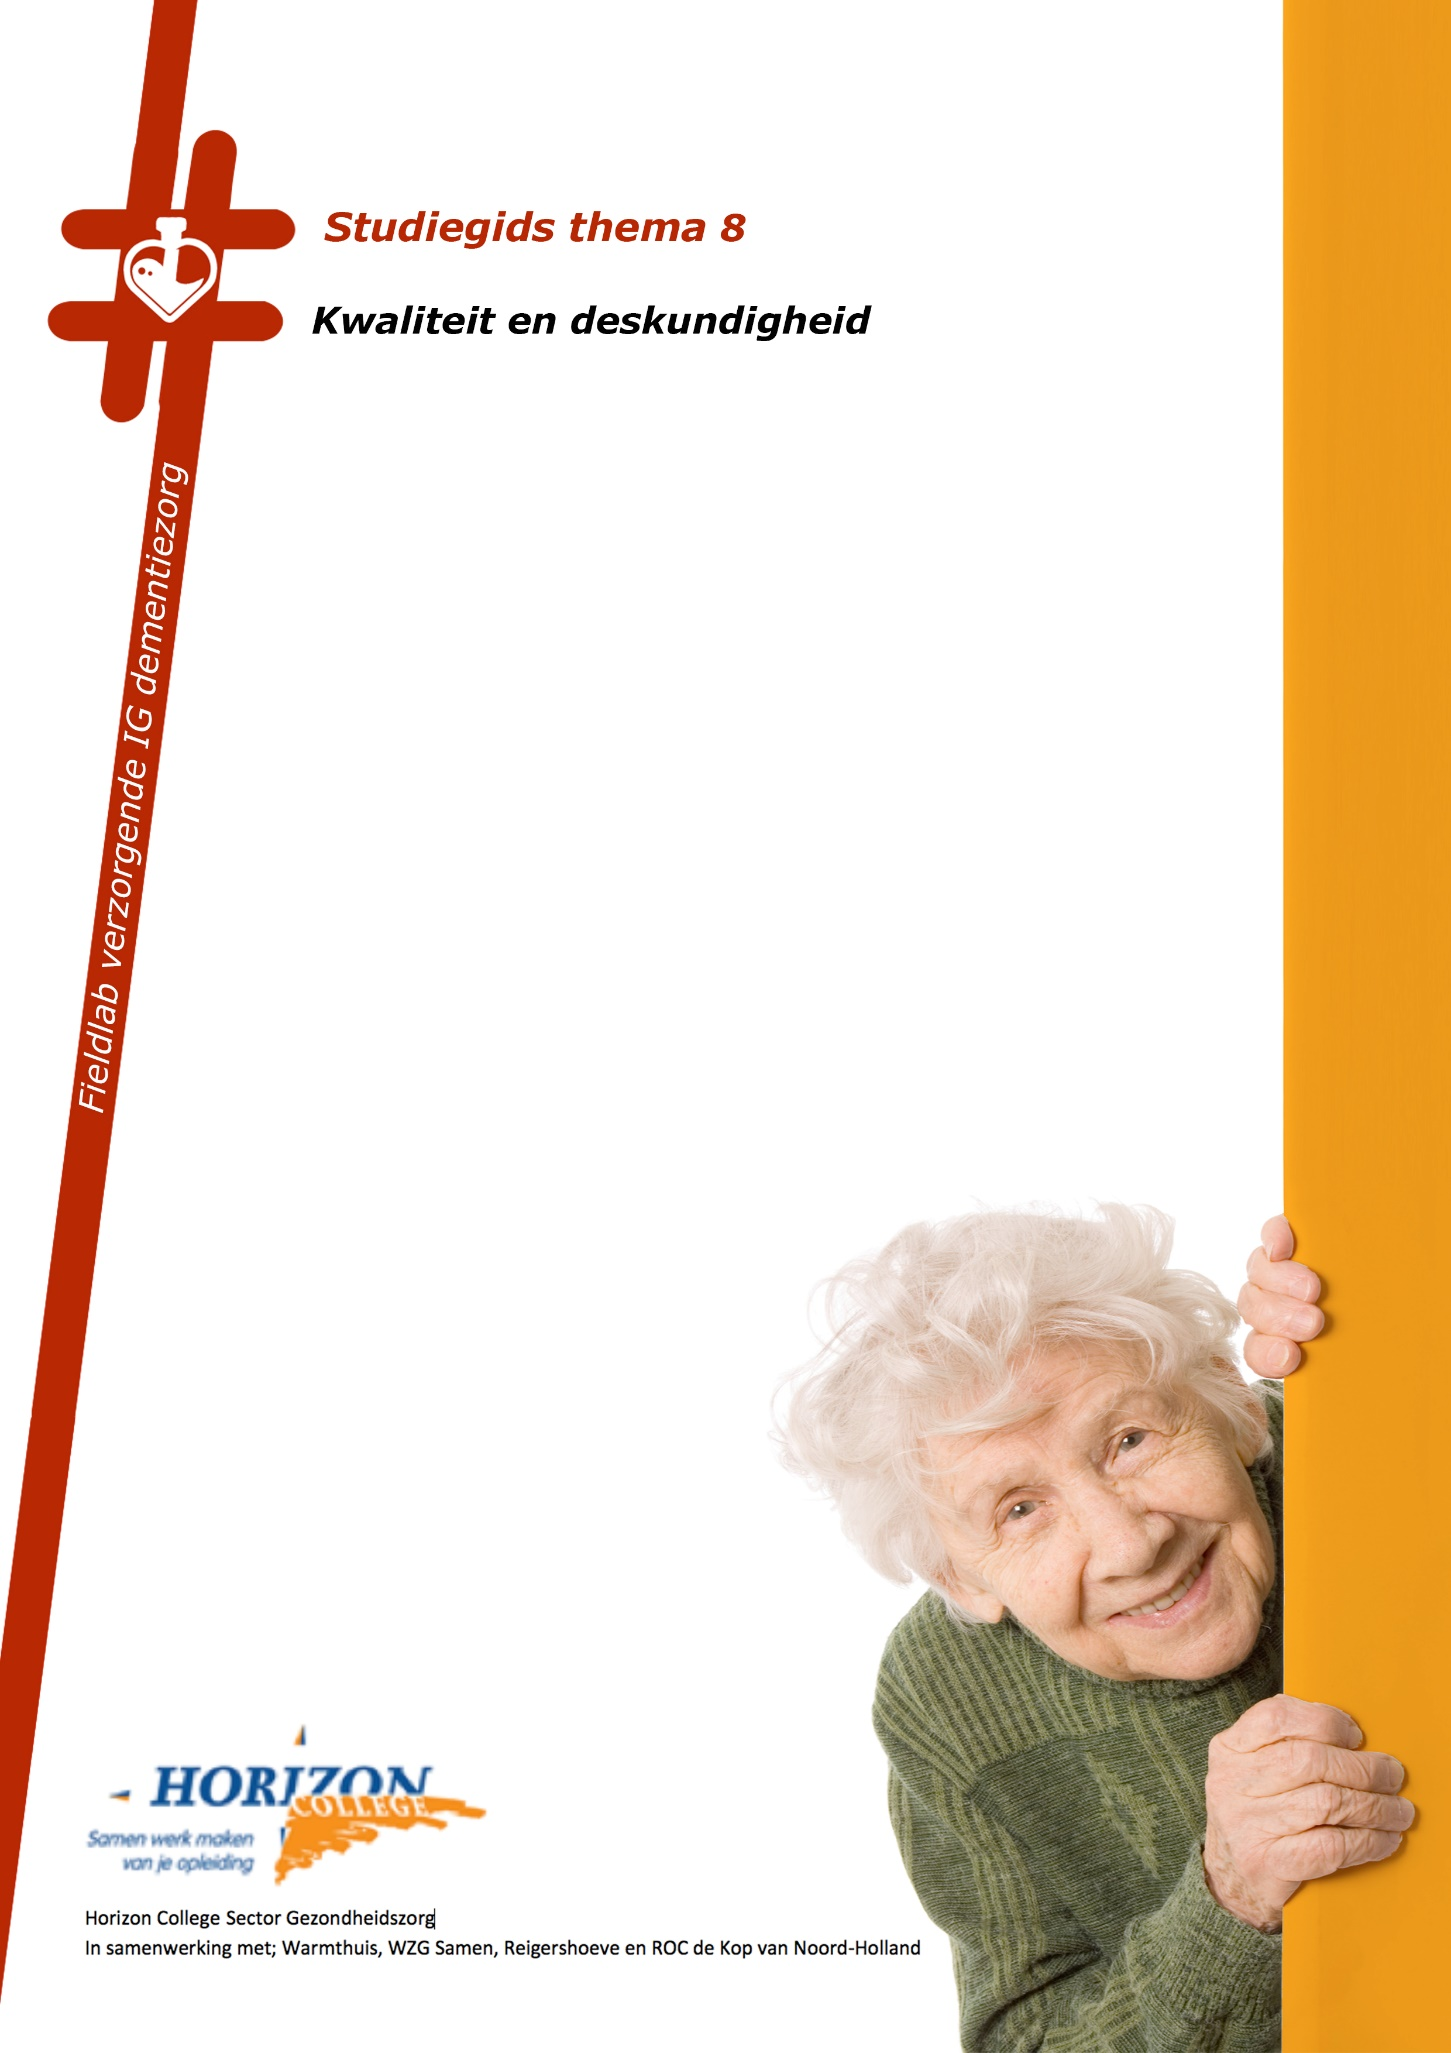 Studiegids thema 8
Kwaliteit en deskundigheid
Fieldlab verzorgende IG dementiezorg
HORIZON
COLLEGE
Samen werk maken
van je opleiding
Horizon College Sector Gezondheidszorg
In samenwerking met; Warmthuis, WZG Samen, Reigershoeve en ROC de Kop van Noord-Holland